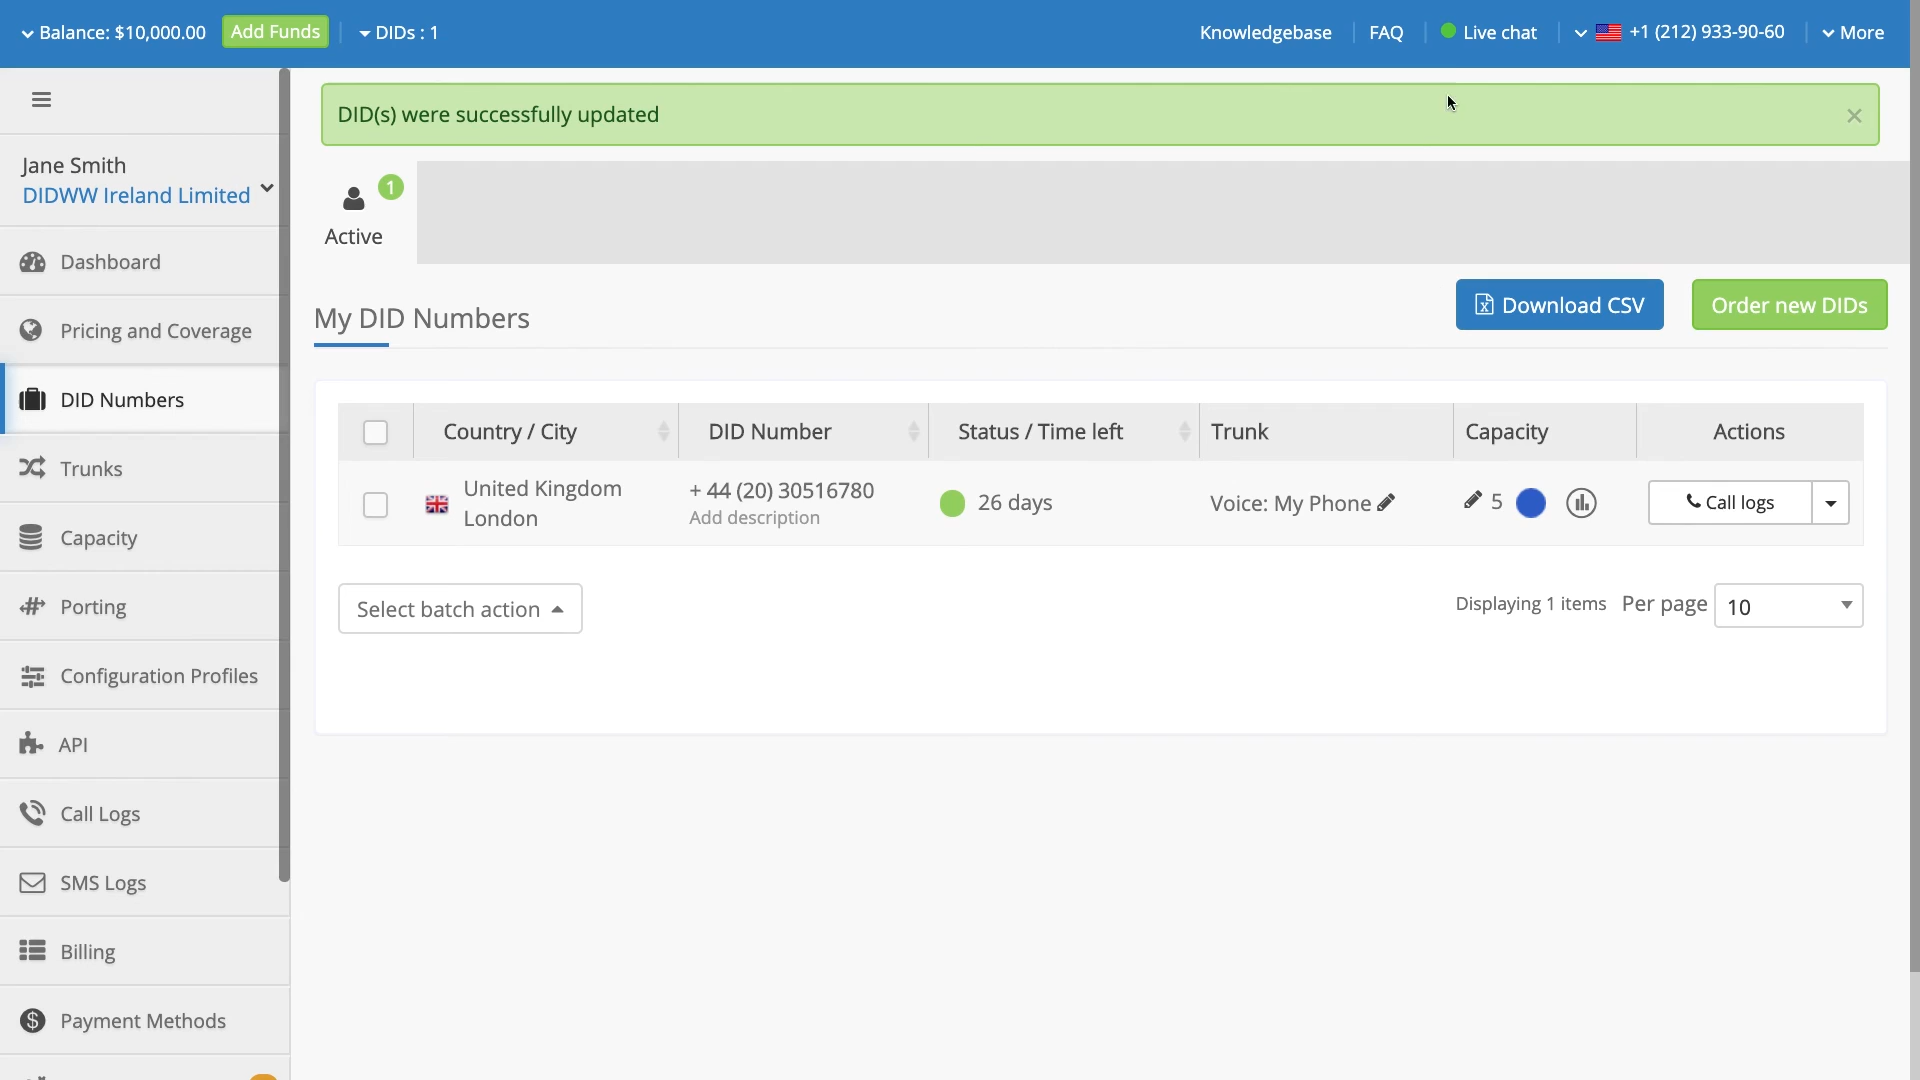 Balance: $10,000.00
Add Funds
DIDs : 1
Knowledgebase
FAQ
Live chat
+1 (212) 933-90-60
More
Jane Smith
DIDWW Ireland Limited
Dashboard
Pricing and Coverage
DID Numbers
Trunks
Capacity
Porting
Configuration Profiles
API
Call Logs
SMS Logs
Billing
Payment Methods
DID(s) were successfully updated
×
1
Active
My DID Numbers
Download CSV
Order new DIDs
Country / City
DID Number
Status / Time left
Trunk
Capacity
Actions
United Kingdom
London
+ 44 (20) 30516780
Add description
26 days
Voice: My Phone
5
Call logs
Select batch action
Displaying 1 items
Per page
10